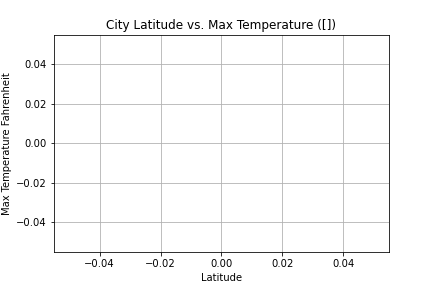 City Latitude vs. Max Temperature ([])
Max Temperature Fahrenheit
0.04
0.02
0.00
−0.02
−0.04
−0.04 −0.02 0.00 0.02 0.04
Latitude